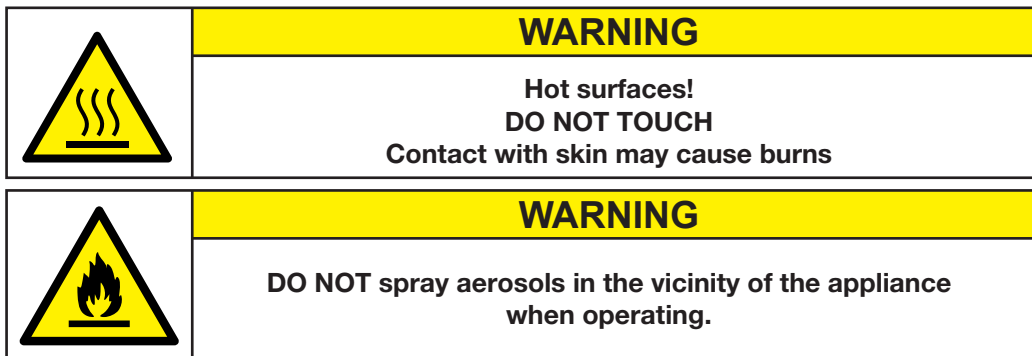 WARNING
Hot surfaces!
DO NOT TOUCH
Contact with skin may cause burns
WARNING
DO NOT spray aerosols in the vicinity of the appliance
when operating.